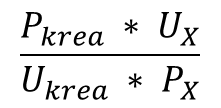 P_krea * U_X
U_krea * P_X